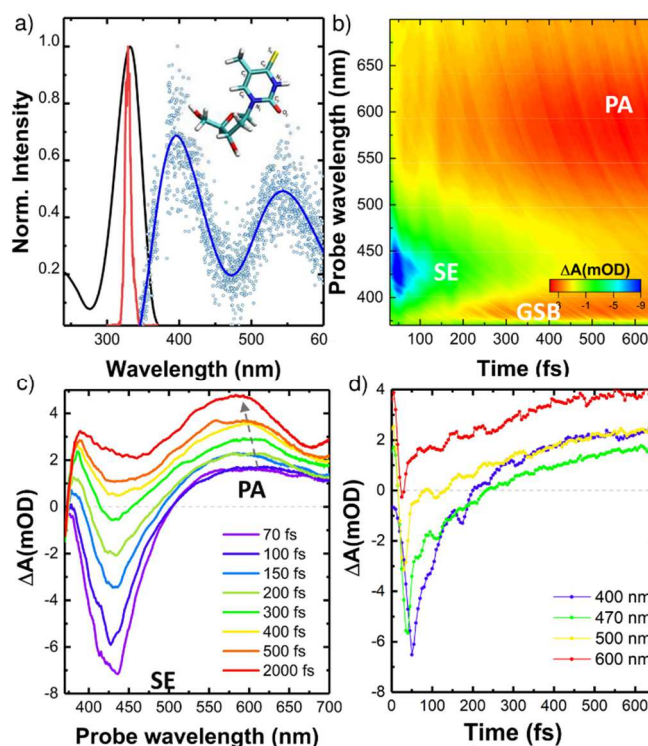 a)
Norm. Intensity
1.0
0.8
0.6
0.4
0.2
300 400 500 60
Wavelength (nm)
b)
Probe wavelength (nm)
650
600
550
500
450
400
PA
SE
GSB
ΔA(mOD)
-1 -5 -9
100 200 300 400 500 600
Time (fs)
c)
ΔA(mOD)
4
2
0
-2
-4
-6
-8
PA
SE
70 fs
100 fs
150 fs
200 fs
300 fs
400 fs
500 fs
2000 fs
400 450 500 550 600 650 700
Probe wavelength (nm)
d)
ΔA(mOD)
4
2
0
-2
-4
-6
-8
400 nm
470 nm
500 nm
600 nm
0 100 200 300 400 500 600
Time (fs)